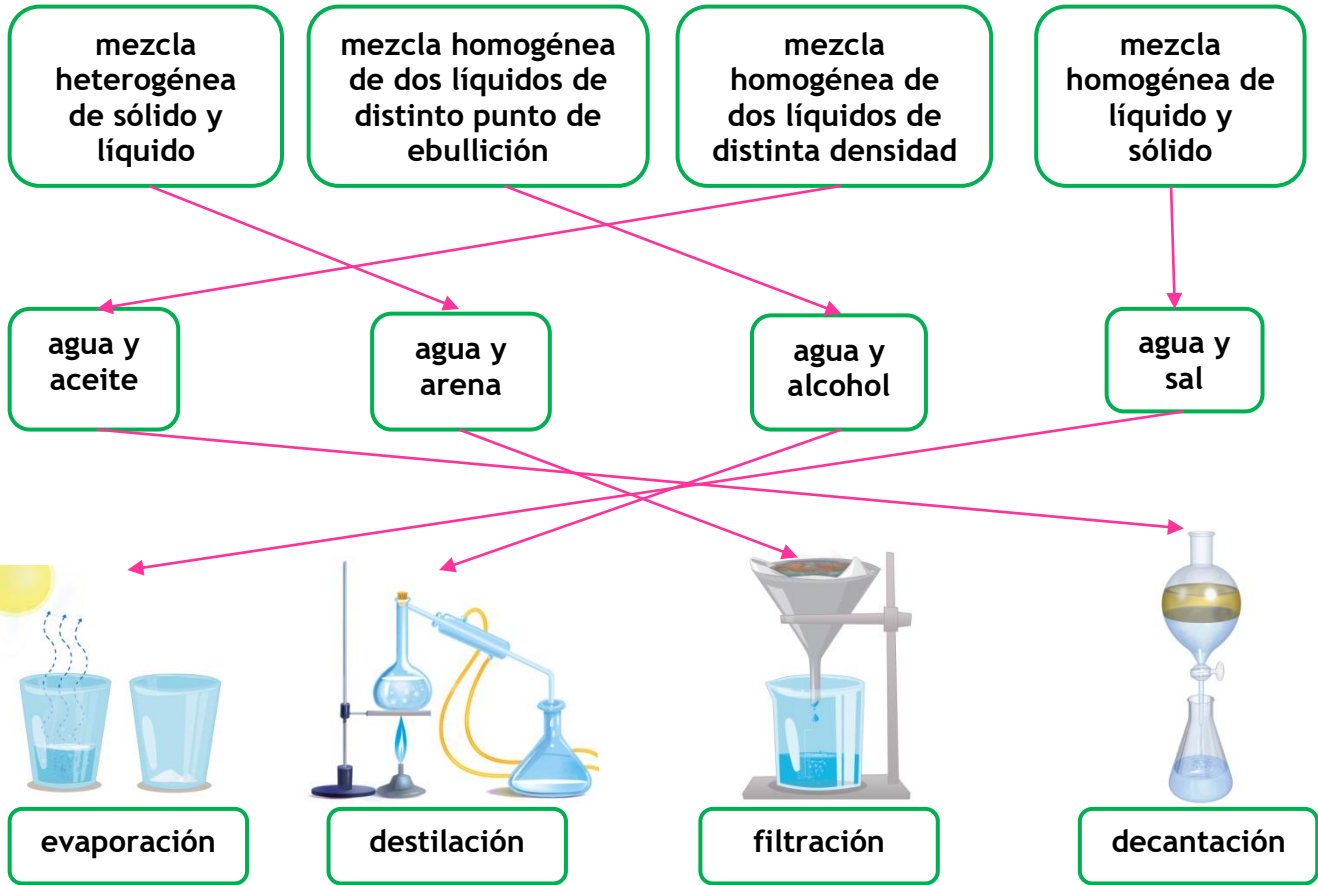 mezcla
heterogénea
de sólido y
líquido
mezcla homogénea
de dos líquidos de
distinto punto de
ebullición
mezcla
homogénea de
dos líquidos de
distinta densidad
mezcla
homogénea de
líquido y
sólido
agua y
aceite
agua y
arena
agua y
alcohol
agua y
sal
evaporación
destilación
filtración
decantación